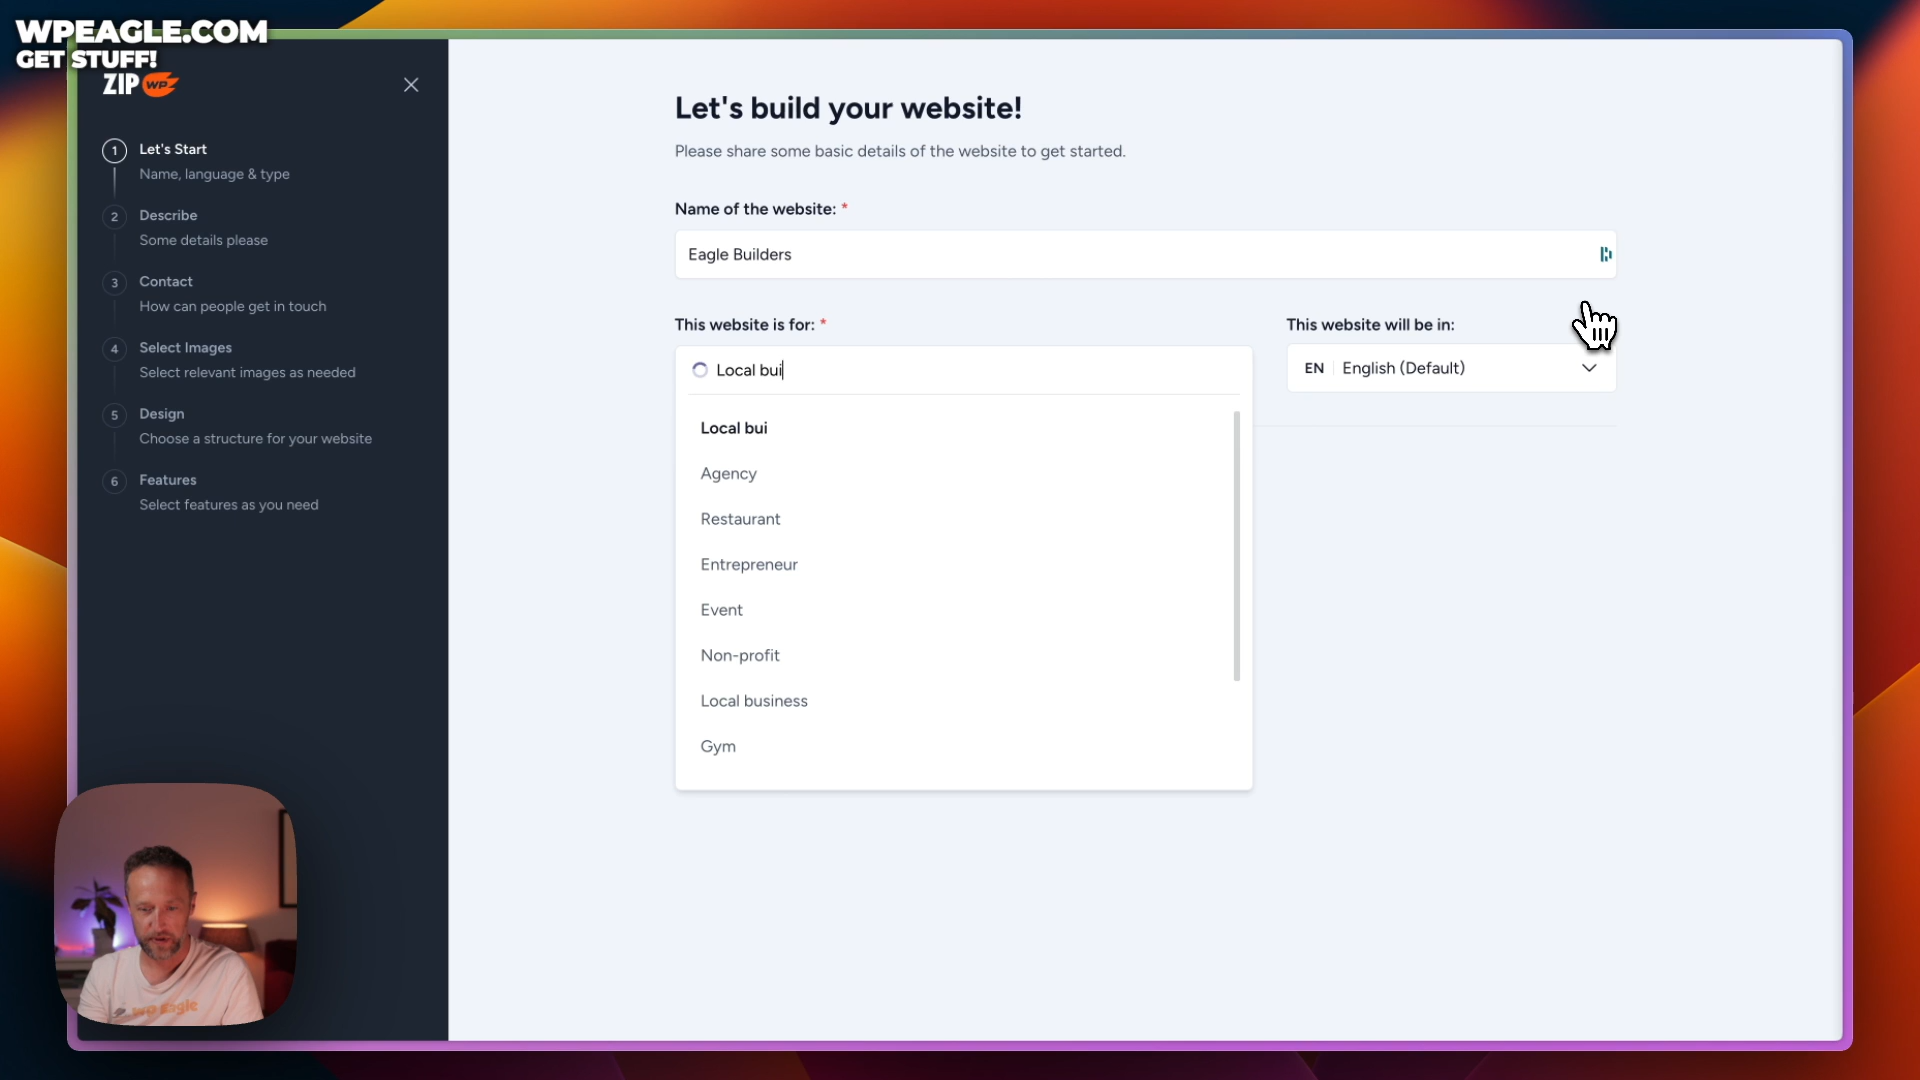 WPEAGLE.COM
GET STUFF!
ZIP WP
1 Let's Start
Name, language & type
2 Describe
Some details please
3 Contact
How can people get in touch
4 Select Images
Select relevant images as needed
5 Design
Choose a structure for your website
6 Features
Select features as you need
Let's build your website!
Please share some basic details of the website to get started.
Name of the website: *
Eagle Builders
This website is for: *
Local bui
Local bui
Agency
Restaurant
Entrepreneur
Event
Non-profit
Local business
Gym
This website will be in:
EN English (Default)
wp eagle